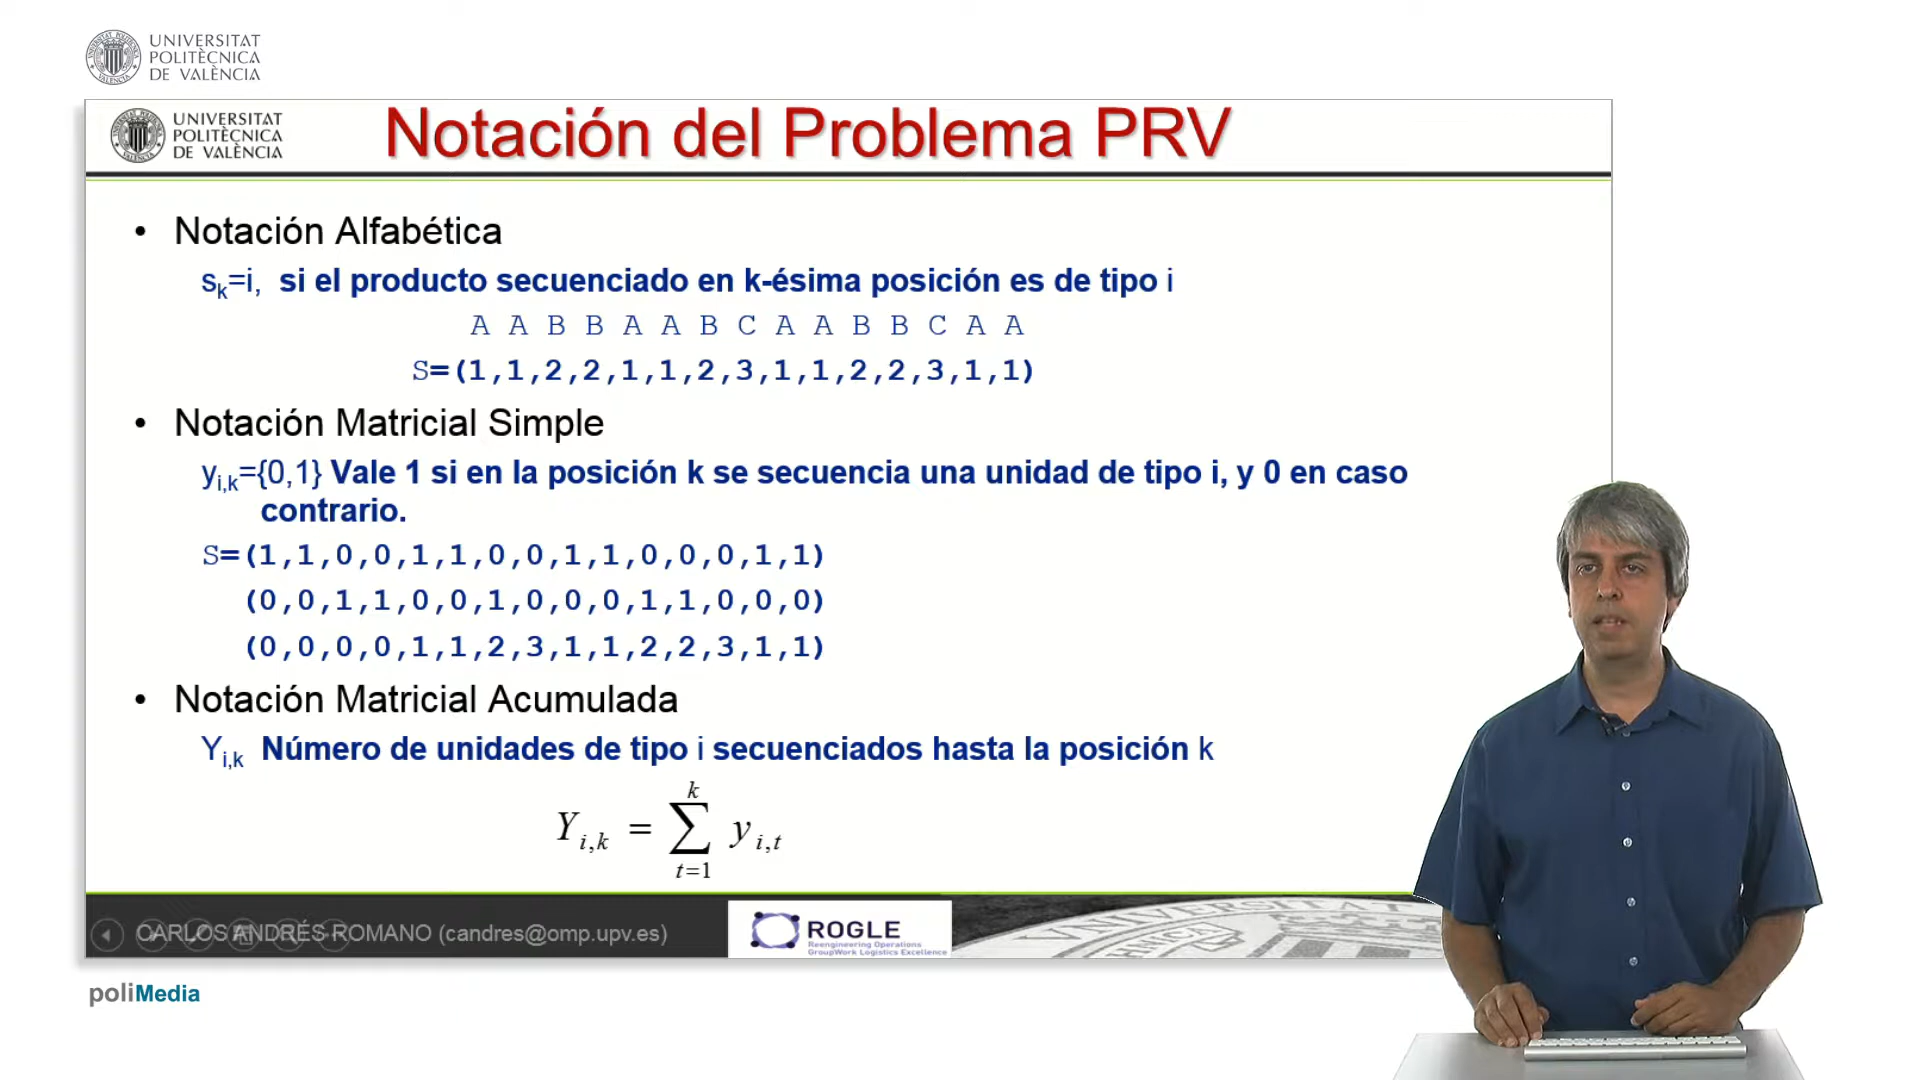 UNIVERSITAT
POLITÈCNICA
DE VALÈNCIA
UNIVERSITAT
POLITÈCNICA
DE VALÈNCIA
Notación del Problema PRV
• Notación Alfabética
sk=i, si el producto secuenciado en k-ésima posición es de tipo i
A A B B A A B C A A B B C A A
S=(1,1,2,2,1,1,2,3,1,1,2,2,3,1,1)
• Notación Matricial Simple
yi,k={0,1} Vale 1 si en la posición k se secuencia una unidad de tipo i, y 0 en caso
contrario.
S=(1,1,0,0,1,1,0,0,1,1,0,0,0,1,1)
(0,0,1,1,0,0,1,0,0,0,1,1,0,0,0)
(0,0,0,0,1,1,2,3,1,1,2,2,3,1,1)
• Notación Matricial Acumulada
Yi,k Número de unidades de tipo i secuenciados hasta la posición k
Yi,k = ∑ k t=1 yi,t
CARLOS ANDRÉS ROMANO (candres@omp.upv.es)
ROGLE
Reengineering Operations
GroupWork Logistics Excellence
poliMedia